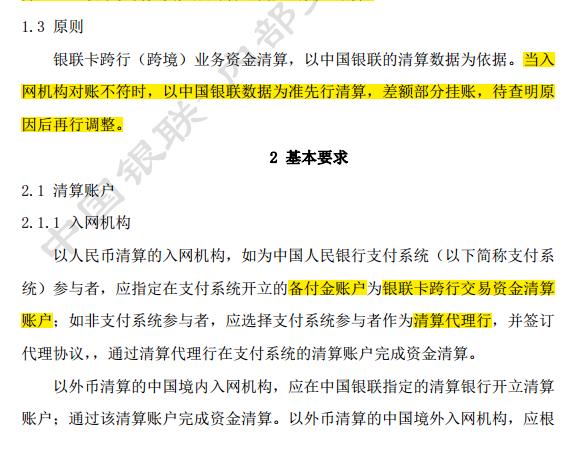 1.3 原则
银联卡跨行（跨境）业务资金清算，以中国银联的清算数据为依据。当入
网机构对账不符时，以中国银联数据为准先行清算，差额部分挂账，待查明原
因后再行调整。
2 基本要求
2.1 清算账户
2.1.1 入网机构
以人民币清算的入网机构，如为中国人民银行支付系统（以下简称支付系
统）参与者，应指定在支付系统开立的备付金账户为银联卡跨行交易资金清算
账户；如非支付系统参与者，应选择支付系统参与者作为清算代理行，并签订
代理协议，，通过清算代理行在支付系统的清算账户完成资金清算。
以外币清算的中国境内入网机构，应在中国银联指定的清算银行开立清算
账户；通过该清算账户完成资金清算。以外币清算的中国境外入网机构，应根
中国银联 内部